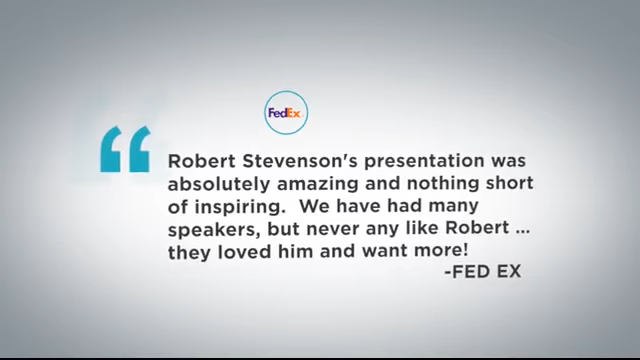 FedEx
Robert Stevenson's presentation was
absolutely amazing and nothing short
of inspiring.  We have had many
speakers, but never any like Robert ...
they loved him and want more!
-FED EX